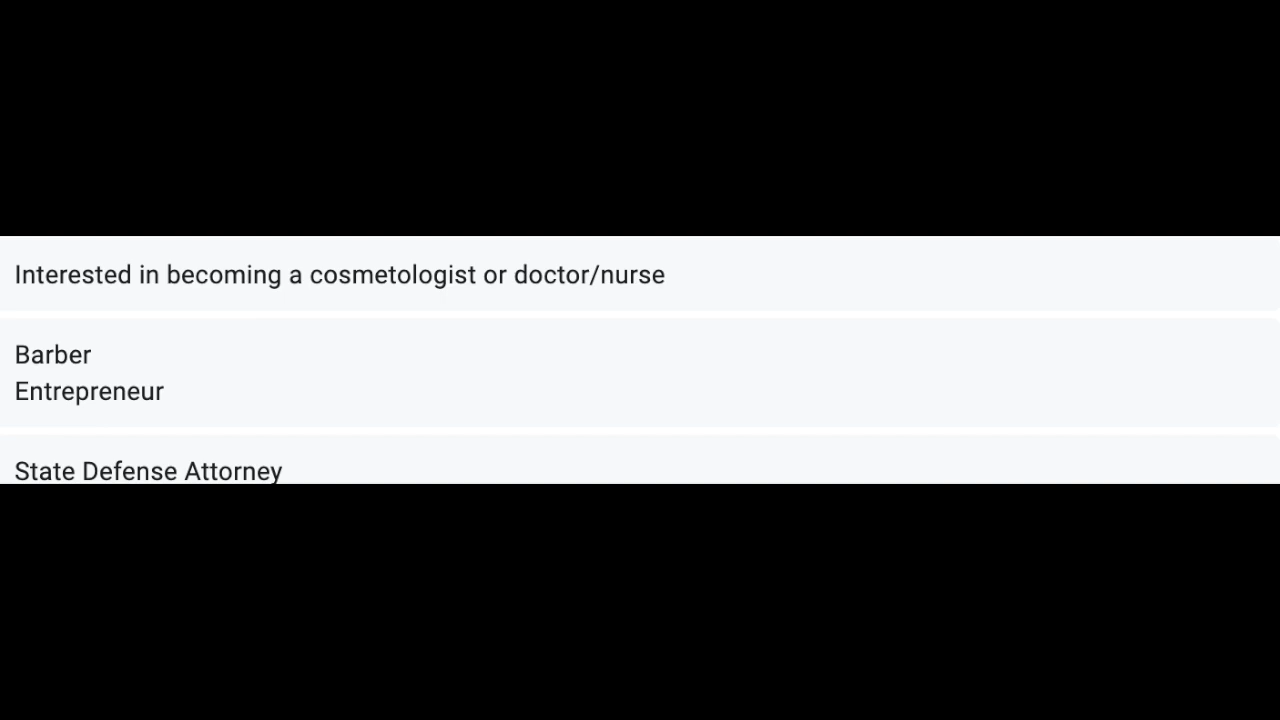 Interested in becoming a cosmetologist or doctor/nurse
Barber
Entrepreneur
State Defense Attorney